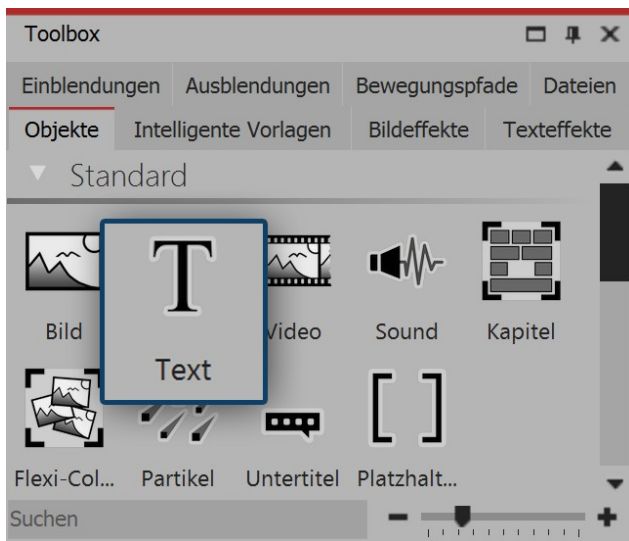 Toolbox
Einblendungen Ausblendungen Bewegungspfade Dateien
Objekte Intelligente Vorlagen Bildeffekte Texteffekte
Standard
Bild Text Video Sound Kapitel
Flexi-Col... Partikel Untertitel Platzhalt...
Suchen